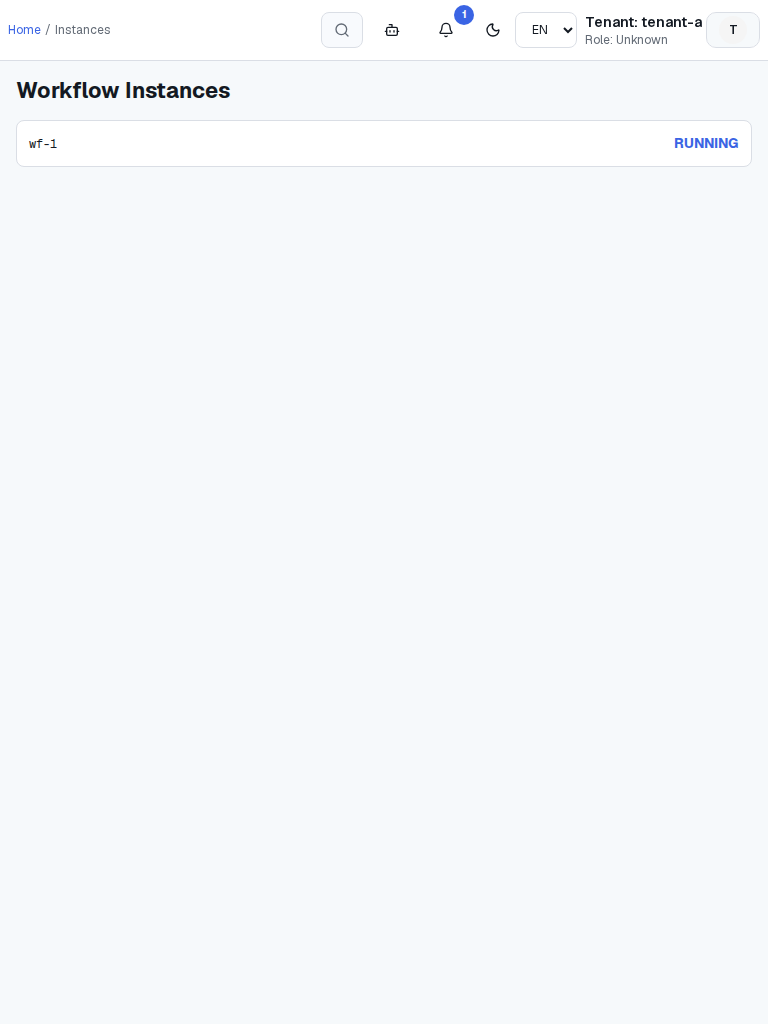 Home / Instances
1
EN
Tenant: tenant-a
Role: Unknown
T
Workflow Instances
wf-1
RUNNING